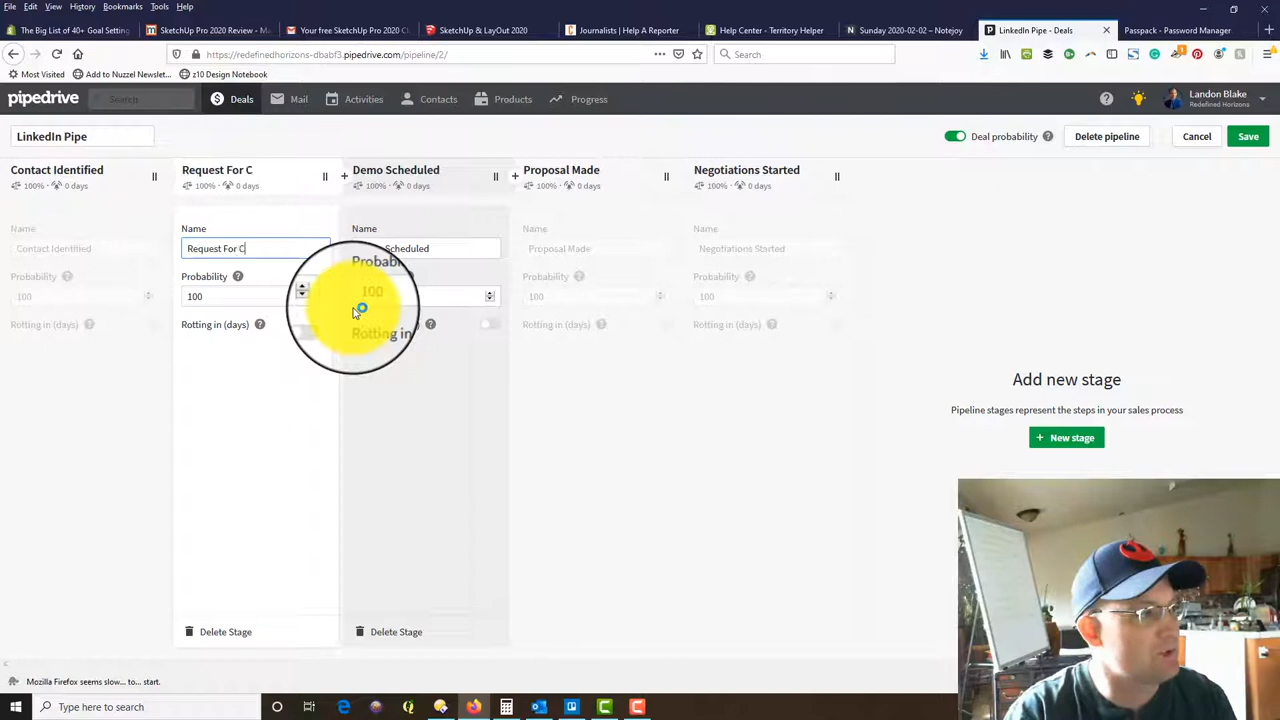 File Edit View History Bookmarks Tools Help
The Big List of 40+ Goal Setting
SketchUp Pro 2020 Review - M
Your free SketchUp Pro 2020 C
SketchUp & LayOut 2020
Journalists | Help A Reporter
Help Center - Territory Helper
Sunday 2020-02-02 – Notejoy
LinkedIn Pipe - Deals
Passpack - Password Manager
https://redefinedhorizons-dbabf3.pipedrive.com/pipeline/2/
Search
Most Visited Add to Nuzzel Newslet... z10 Design Notebook
pipedrive Search Deals Mail Activities Contacts Products Progress Landon Blake
Redefined Horizons
LinkedIn Pipe Deal probability Delete pipeline Cancel Save
Contact Identified Request For C Demo Scheduled Proposal Made Negotiations Started
100% · 0 days 100% · 0 days 100% · 0 days 100% · 0 days 100% · 0 days
Name Name Name Name Name
Contact Identified Request For C Scheduled Proposal Made Negotiations Started
Probability Probability Probabi Probability Probability
100 100 100 100 100
Rotting in (days) Rotting in (days) Rotting in Rotting in (days) Rotting in (days)
Add new stage
Pipeline stages represent the steps in your sales process
+ New stage
Delete Stage Delete Stage
Mozilla Firefox seems slow... to... start.
Type here to search